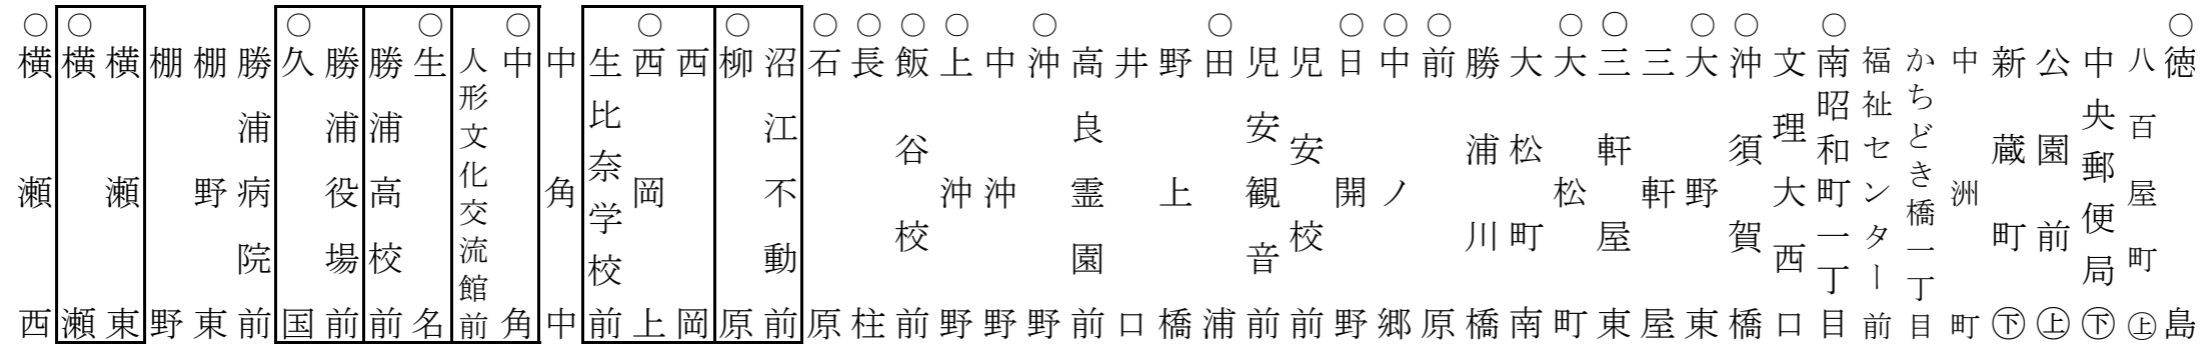 ○横瀬西
○横瀬
横瀬東
棚野
棚野東
勝浦病院前
○久国
勝浦役場前
勝浦高校前
○生名
人形文化交流館前
○中角
中角中
生比奈学校前
○西岡上
西岡
○柳原
沼江不動前
○石原
○長柱
○飯谷校前
○上沖野
中沖野
○沖野
高良霊園前
井口
野上橋
○田浦
児安観音前
児安校前
○日開野
○中ノ郷
○前原
勝浦川橋
大松町南
○大松町
○三軒屋東
三軒屋
○大野東
○沖須賀橋
文理大西口
○南昭和町一丁目
福祉センター前
かちどき橋一丁目
中洲町
新蔵町㊦
公園前㊤
中央郵便局㊦
八百屋町㊤
○徳島